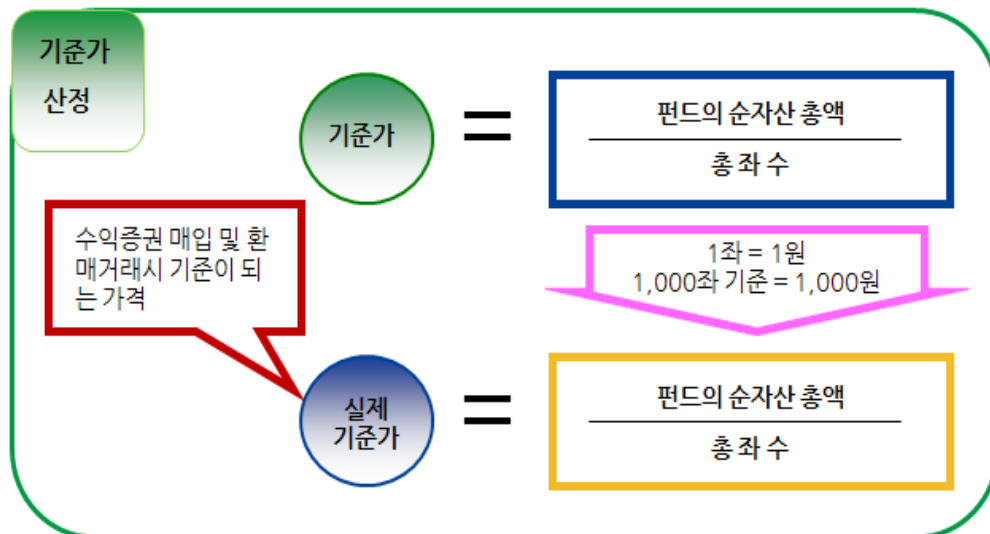 기준가
산정
기준가
=
펀드의 순자산 총액
총 좌 수
수익증권 매입 및 환
매거래시 기준이 되
는 가격
1좌 = 1원
1,000좌 기준 = 1,000원
실제
기준가
=
펀드의 순자산 총액
총 좌 수